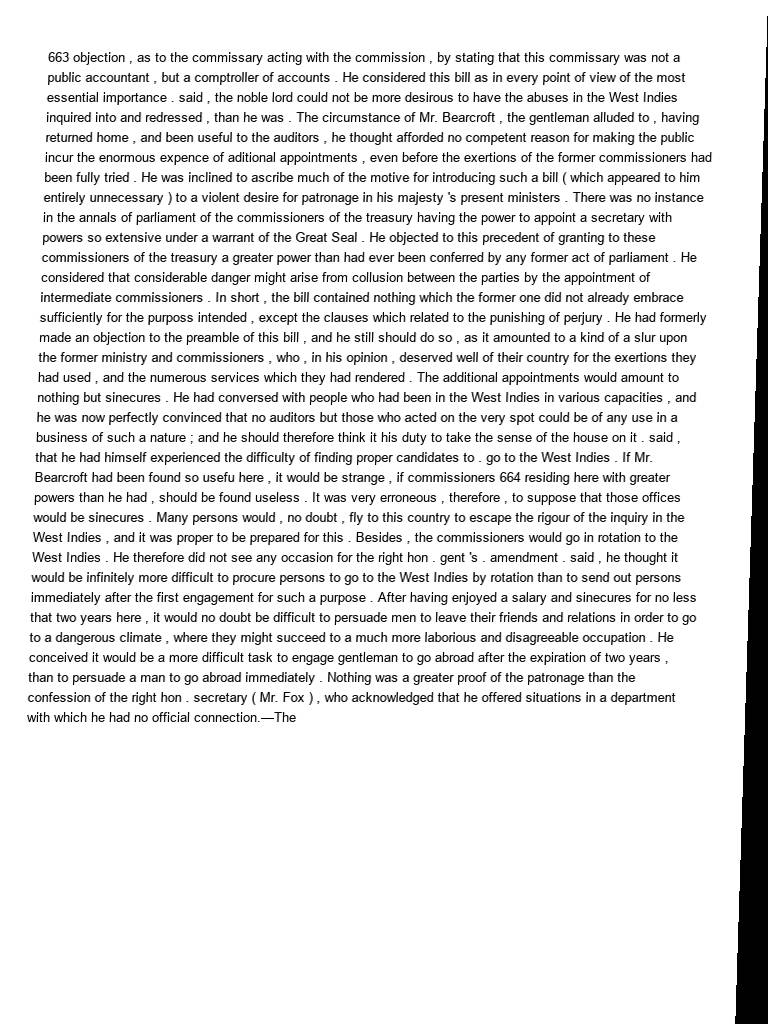 663 objection , as to the commissary acting with the commission , by stating that this commissary was not a
public accountant , but a comptroller of accounts . He considered this bill as in every point of view of the most
essential importance . said , the noble lord could not be more desirous to have the abuses in the West Indies
inquired into and redressed , than he was . The circumstance of Mr. Bearcroft , the gentleman alluded to , having
returned home , and been useful to the auditors , he thought afforded no competent reason for making the public
incur the enormous expence of aditional appointments , even before the exertions of the former commissioners had
been fully tried . He was inclined to ascribe much of the motive for introducing such a bill ( which appeared to him
entirely unnecessary ) to a violent desire for patronage in his majesty 's present ministers . There was no instance
in the annals of parliament of the commissioners of the treasury having the power to appoint a secretary with
powers so extensive under a warrant of the Great Seal . He objected to this precedent of granting to these
commissioners of the treasury a greater power than had ever been conferred by any former act of parliament . He
considered that considerable danger might arise from collusion between the parties by the appointment of
intermediate commissioners . In short , the bill contained nothing which the former one did not already embrace
sufficiently for the purposs intended , except the clauses which related to the punishing of perjury . He had formerly
made an objection to the preamble of this bill , and he still should do so , as it amounted to a kind of a slur upon
the former ministry and commissioners , who , in his opinion , deserved well of their country for the exertions they
had used , and the numerous services which they had rendered . The additional appointments would amount to
nothing but sinecures . He had conversed with people who had been in the West Indies in various capacities , and
he was now perfectly convinced that no auditors but those who acted on the very spot could be of any use in a
business of such a nature ; and he should therefore think it his duty to take the sense of the house on it . said ,
that he had himself experienced the difficulty of finding proper candidates to . go to the West Indies . If Mr.
Bearcroft had been found so usefu here , it would be strange , if commissioners 664 residing here with greater
powers than he had , should be found useless . It was very erroneous , therefore , to suppose that those offices
would be sinecures . Many persons would , no doubt , fly to this country to escape the rigour of the inquiry in the
West Indies , and it was proper to be prepared for this . Besides , the commissioners would go in rotation to the
West Indies . He therefore did not see any occasion for the right hon . gent 's . amendment . said , he thought it
would be infinitely more difficult to procure persons to go to the West Indies by rotation than to send out persons
immediately after the first engagement for such a purpose . After having enjoyed a salary and sinecures for no less
that two years here , it would no doubt be difficult to persuade men to leave their friends and relations in order to go
to a dangerous climate , where they might succeed to a much more laborious and disagreeable occupation . He
conceived it would be a more difficult task to engage gentleman to go abroad after the expiration of two years ,
than to persuade a man to go abroad immediately . Nothing was a greater proof of the patronage than the
confession of the right hon . secretary ( Mr. Fox ) , who acknowledged that he offered situations in a department
with which he had no official connection.—The